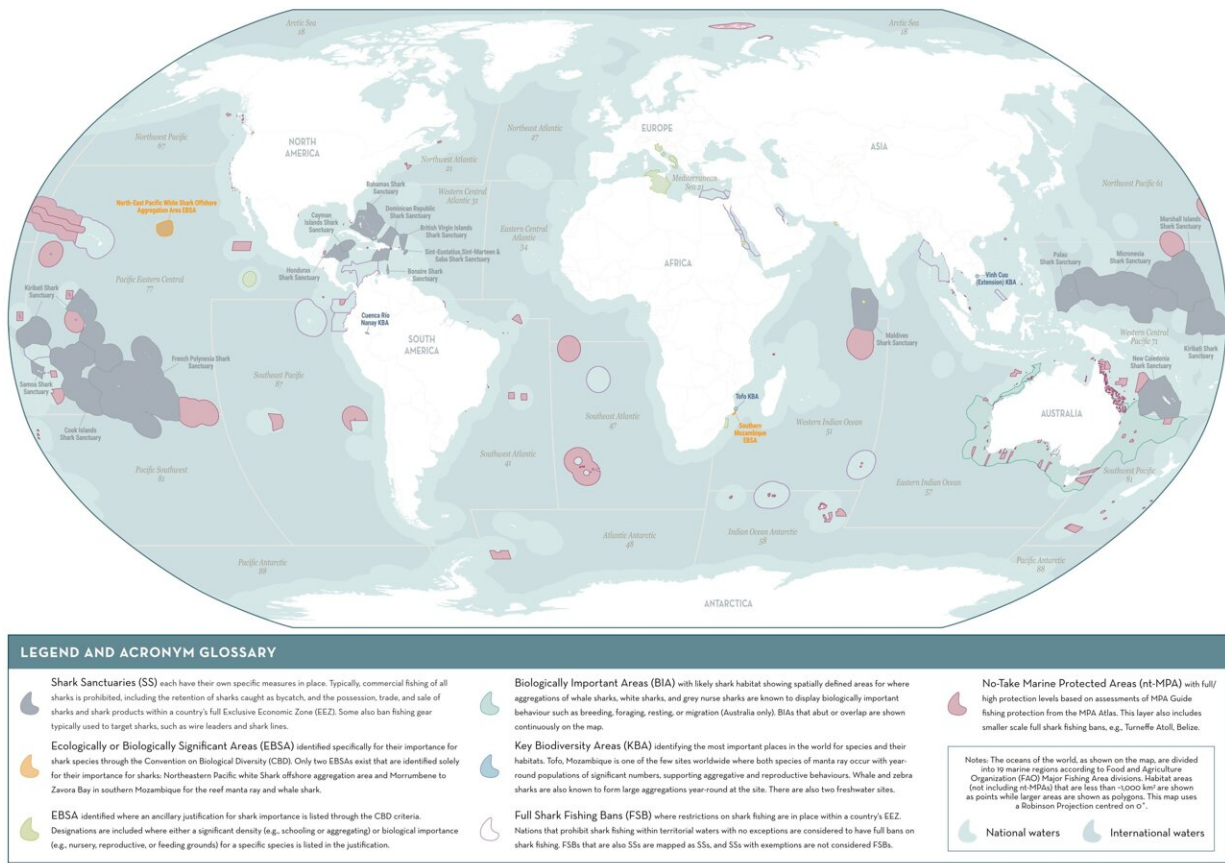 Arctic Sea
18
Arctic Sea
18
NORTH
AMERICA
EUROPE
ASIA
Northwest Pacific
67
Northeast Atlantic
27
Northwest Atlantic
21
Mediterranean
Sea 37
Northwest Pacific 61
Bahamas Shark
Sanctuary
Western Central
Atlantic 31
North-East Pacific White Shark Offshore
Aggregation Area EBSA
Cayman
Islands Shark
Sanctuary
Dominican Republic
Shark Sanctuary
British Virgin Islands
Shark Sanctuary
Eastern Central
Atlantic
34
Sint-Eustatius, Sint-Marteen &
Saba Shark Sanctuary
Honduras
Shark Sanctuary
Bonaire Shark
Sanctuary
AFRICA
Marshall Islands
Shark Sanctuary
Palau
Shark Sanctuary
Micronesia
Shark Sanctuary
Vinh Cuu
(Extension) KBA
Pacific Eastern Central
77
Kiribati Shark
Sanctuary
Cuenca Río
Nanay KBA
SOUTH
AMERICA
Maldives
Shark Sanctuary
Western Central
Pacific 71
Kiribati Shark
Sanctuary
New Caledonia
Shark Sanctuary
French Polynesia Shark
Sanctuary
Samoa Shark
Sanctuary
Southeast Pacific
87
Cook Islands
Shark Sanctuary
Tofo KBA
Southern
Mozambique
EBSA
Southeast Atlantic
47
Western Indian Ocean
51
AUSTRALIA
Southwest Atlantic
41
Pacific Southwest
81
Eastern Indian Ocean
57
Southwest Pacific
81
Atlantic Antarctic
48
Indian Ocean Antarctic
58
Pacific Antarctic
88
Pacific Antarctic
88
ANTARCTICA
LEGEND AND ACRONYM GLOSSARY
Shark Sanctuaries (SS) each have their own specific measures in place. Typically, commercial fishing of all
sharks is prohibited, including the retention of sharks caught as bycatch, and the possession, trade, and sale of
sharks and shark products within a country's full Exclusive Economic Zone (EEZ). Some also ban fishing gear
typically used to target sharks, such as wire leaders and shark lines.
Ecologically or Biologically Significant Areas (EBSA) identified specifically for their importance for
shark species through the Convention on Biological Diversity (CBD). Only two EBSAs exist that are identified solely
for their importance for sharks: Northeastern Pacific white Shark offshore aggregation area and Morrumbene to
Zavora Bay in southern Mozambique for the reef manta ray and whale shark.
EBSA identified where an ancillary justification for shark importance is listed through the CBD criteria.
Designations are included where either a significant density (e.g., schooling or aggregating) or biological importance
(e.g., nursery, reproductive, or feeding grounds) for a specific species is listed in the justification.
Biologically Important Areas (BIA) with likely shark habitat showing spatially defined areas for where
aggregations of whale sharks, white sharks, and grey nurse sharks are known to display biologically important
behaviour such as breeding, foraging, resting, or migration (Australia only). BIAs that abut or overlap are shown
continuously on the map.
Key Biodiversity Areas (KBA) identifying the most important places in the world for species and their
habitats. Tofo, Mozambique is one of the few sites worldwide where both species of manta ray occur with year-
round populations of significant numbers, supporting aggregative and reproductive behaviours. Whale and zebra
sharks are also known to form large aggregations year-round at the site. There are also two freshwater sites.
Full Shark Fishing Bans (FSB) where restrictions on shark fishing are in place within a country's EEZ.
Nations that prohibit shark fishing within territorial waters with no exceptions are considered to have full bans on
shark fishing. FSBs that are also SSs are mapped as SSs, and SSs with exemptions are not considered FSBs.
No-Take Marine Protected Areas (nt-MPA) with full/
high protection levels based on assessments of MPA Guide
fishing protection from the MPA Atlas. This layer also includes
smaller scale full shark fishing bans, e.g., Turneffe Atoll, Belize.
Notes: The oceans of the world, as shown on the map, are divided
into 19 marine regions according to Food and Agriculture
Organization (FAO) Major Fishing Area divisions. Habitat areas
(not including nt-MPAs) that are less than ~1,000 km² are shown
as points while larger areas are shown as polygons. This map uses
a Robinson Projection centred on 0°.
National waters
International waters